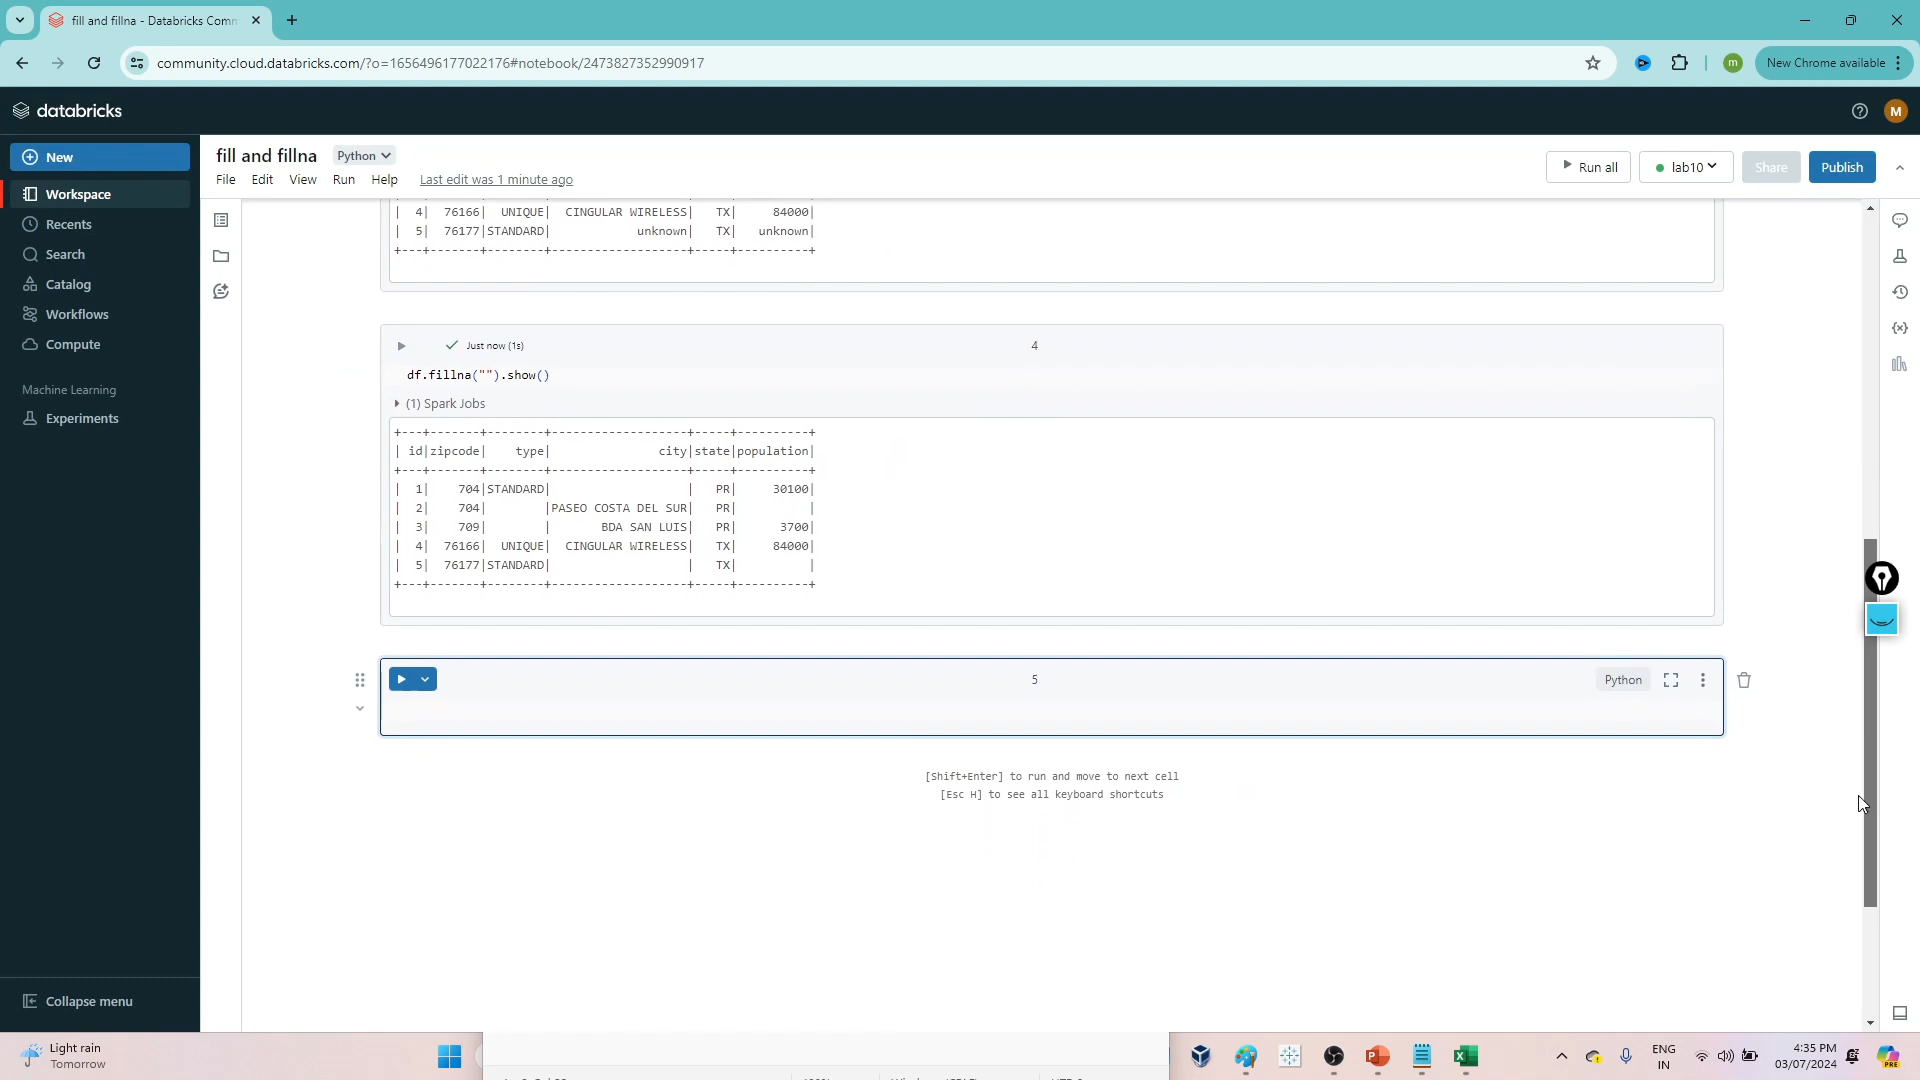 fill and fillna - Databricks Comm
community.cloud.databricks.com/?o=1656496177022176#notebook/2473827352990917
m
New Chrome available
databricks
M
New
Workspace
Recents
Search
Catalog
Workflows
Compute
Machine Learning
Experiments
Collapse menu
fill and fillna
Python
File Edit View Run Help Last edit was 1 minute ago
Run all
lab10
Share
Publish
| 4| 76166| UNIQUE| CINGULAR WIRELESS| TX| 84000|
| 5| 76177|STANDARD| unknown| TX| unknown|
+---+-------+--------+-------------------+-----+----------+
Just now (1s)
4
df.fillna("").show()
(1) Spark Jobs
+---+-------+--------+-------------------+-----+----------+
| id|zipcode| type| city|state|population|
+---+-------+--------+-------------------+-----+----------+
| 1| 704|STANDARD| | PR| 30100|
| 2| 704| |PASEO COSTA DEL SUR| PR| |
| 3| 709| | BDA SAN LUIS| PR| 3700|
| 4| 76166| UNIQUE| CINGULAR WIRELESS| TX| 84000|
| 5| 76177|STANDARD| | TX| |
+---+-------+--------+-------------------+-----+----------+
5
Python
[Shift+Enter] to run and move to next cell
[Esc H] to see all keyboard shortcuts
Light rain
Tomorrow
ENG
IN
4:35 PM
03/07/2024
PRE